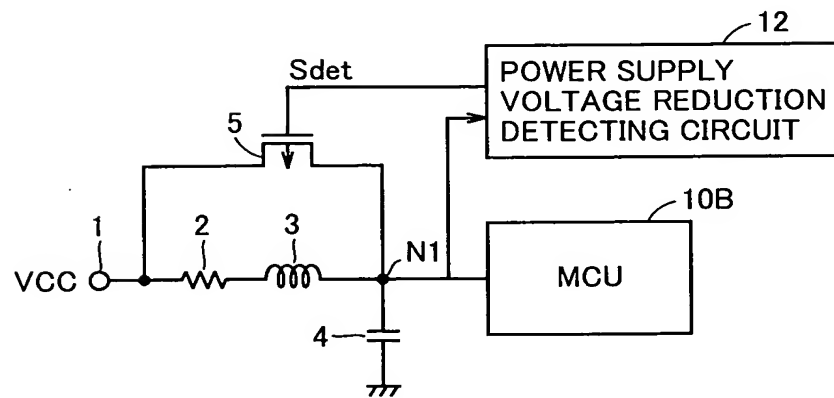 12
Sdet
POWER SUPPLY
VOLTAGE REDUCTION
DETECTING CIRCUIT
5
10B
1
2
3
N1
VCC
MCU
4